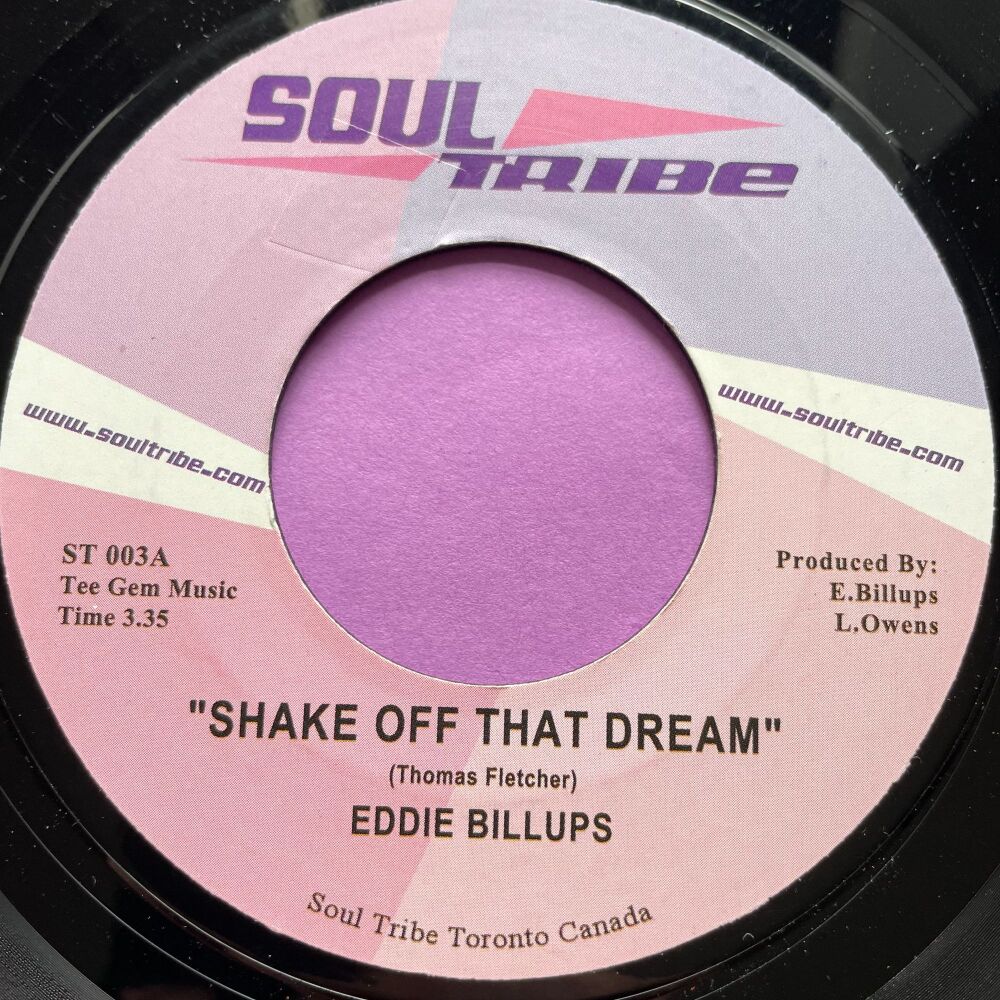 SOUL
TRIBE
www.soultribe.com
www.soultribe.com
ST 003A
Tee Gem Music
Time 3.35
Produced By:
E.Billups
L.Owens
"SHAKE OFF THAT DREAM"
(Thomas Fletcher)
EDDIE BILLUPS
Soul Tribe Toronto Canada